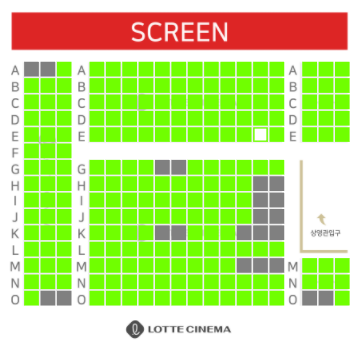 SCREEN
A A A
B B B
C C C
D D D
E E E
F
G G
H H
I I
J J
K K
상영관입구
L L
M M M
N N N
O O O
LOTTE CINEMA